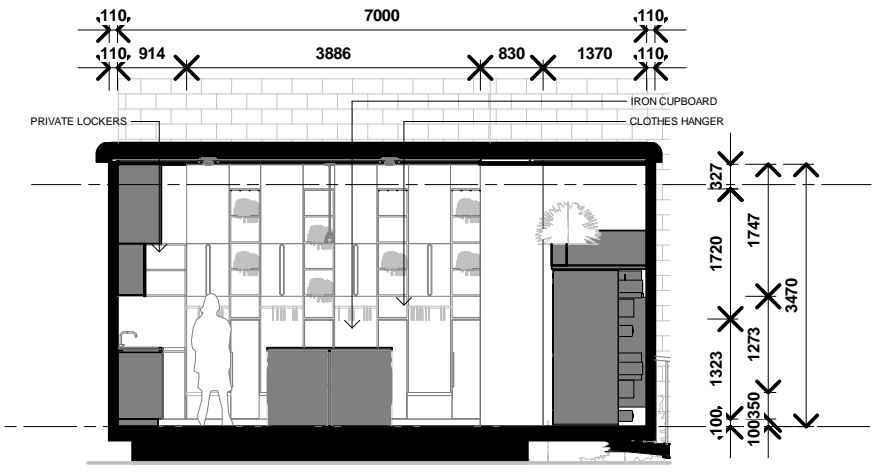 110 7000 110
110 914 3886 830 1370 110
IRON CUPBOARD
PRIVATE LOCKERS
CLOTHES HANGER
327
1720
1747
3470
1323
1273
350
100
100